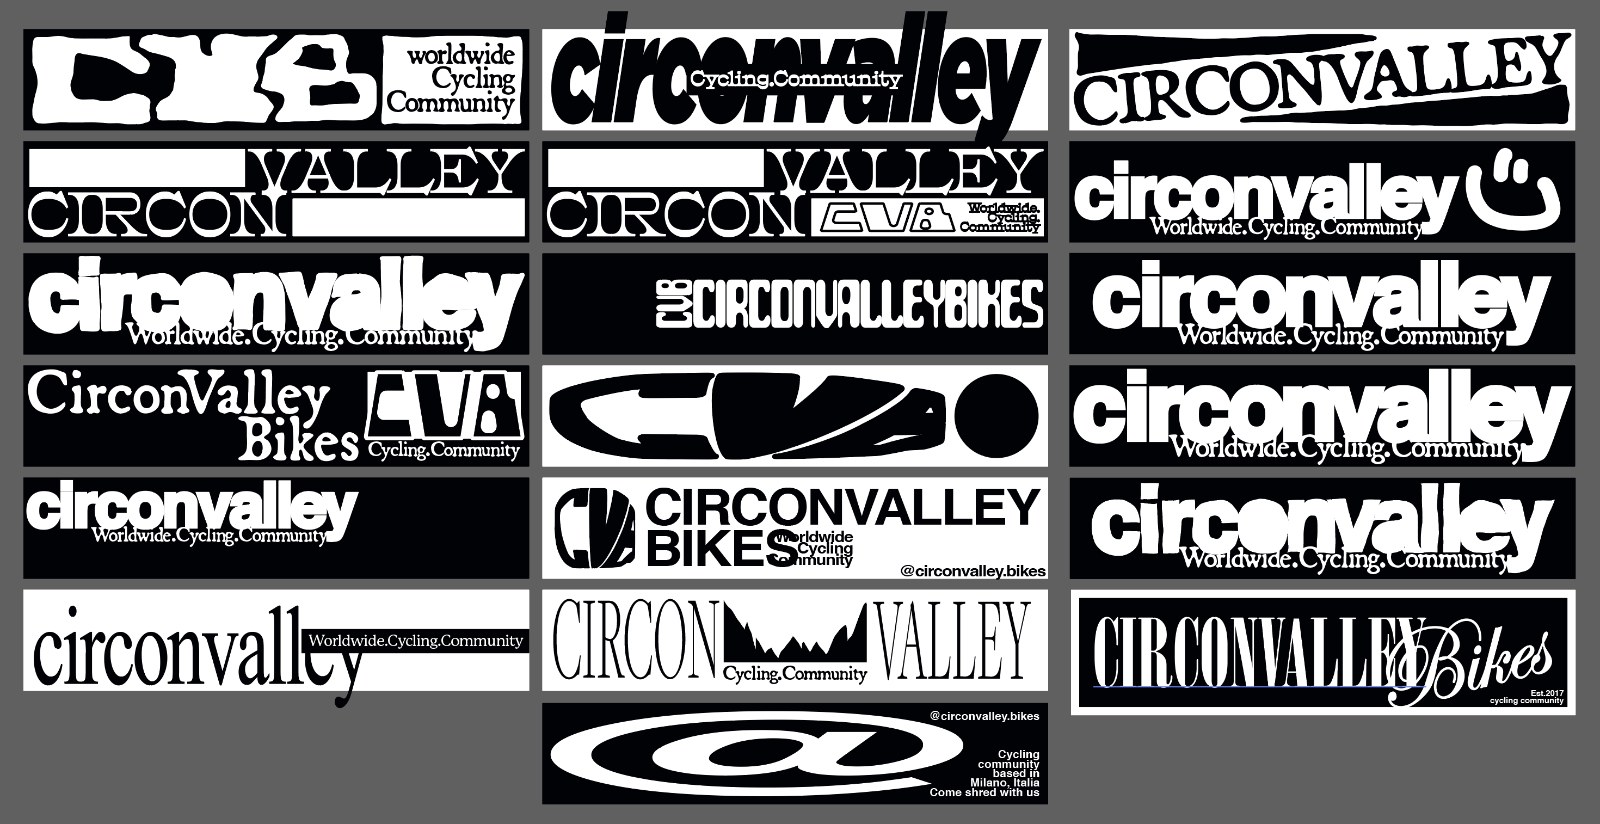 CVB
worldwide
Cycling
Community
circonvalley
Cycling.Community
CIRCONVALLEY
VALLEY
CIRCON
VALLEY
CIRCON
CVB
Worldwide.
Cycling.
Community
circonvalley
Worldwide.Cycling.Community
circonvalley
Worldwide.Cycling.Community
CVB
CIRCONVALLEYBIKES
circonvalley
Worldwide.Cycling.Community
CirconValley
Bikes
CVB
Cycling.Community
CVB
circonvalley
Worldwide.Cycling.Community
circonvalley
Worldwide.Cycling.Community
CVB
CIRCONVALLEY
BIKES
Worldwide
Cycling
Community
@circonvalley.bikes
circonvalley
Worldwide.Cycling.Community
circonvalley
Worldwide.Cycling.Community
CIRCON VALLEY
Cycling.Community
CIRCONVALLEY
Bikes
Est.2017
cycling community
@
@circonvalley.bikes
Cycling
community
based in
Milano, Italia
Come shred with us